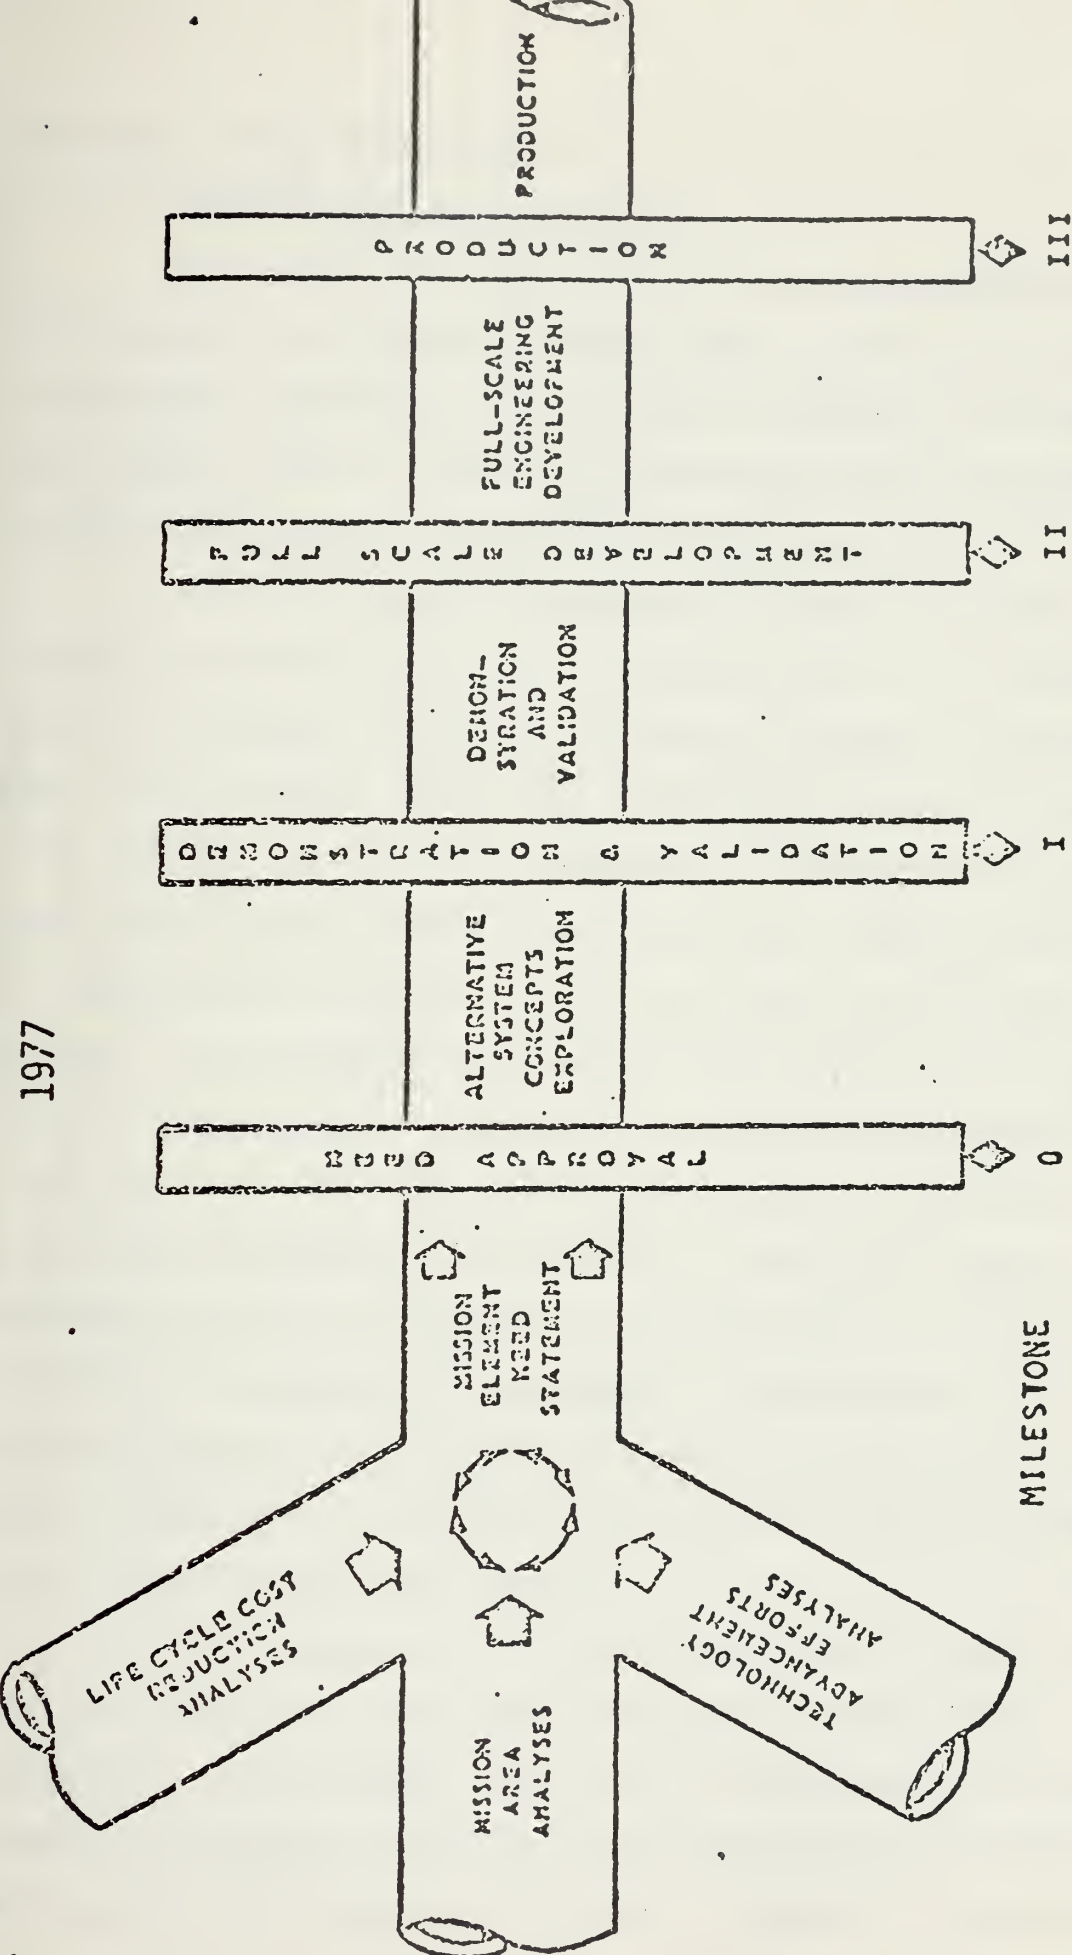 1977
LIFE CYCLE COST
REDUCTION
ANALYSES
MISSION
AREA
ANALYSES
TECHNOLOGY
ADVANCEMENT
EFFORTS
ANALYSES
MISSION
ELEMENT
NEED
STATEMENT
NEED APPROVAL
ALTERNATIVE
SYSTEM
CONCEPTS
EXPLORATION
DEMONSTRATION & VALIDATION
DEMON-
STRATION
AND
VALIDATION
FULL SCALE DEVELOPMENT
FULL-SCALE
ENGINEERING
DEVELOPMENT
PRODUCTION
PRODUCTION
MILESTONE
0
I
II
III